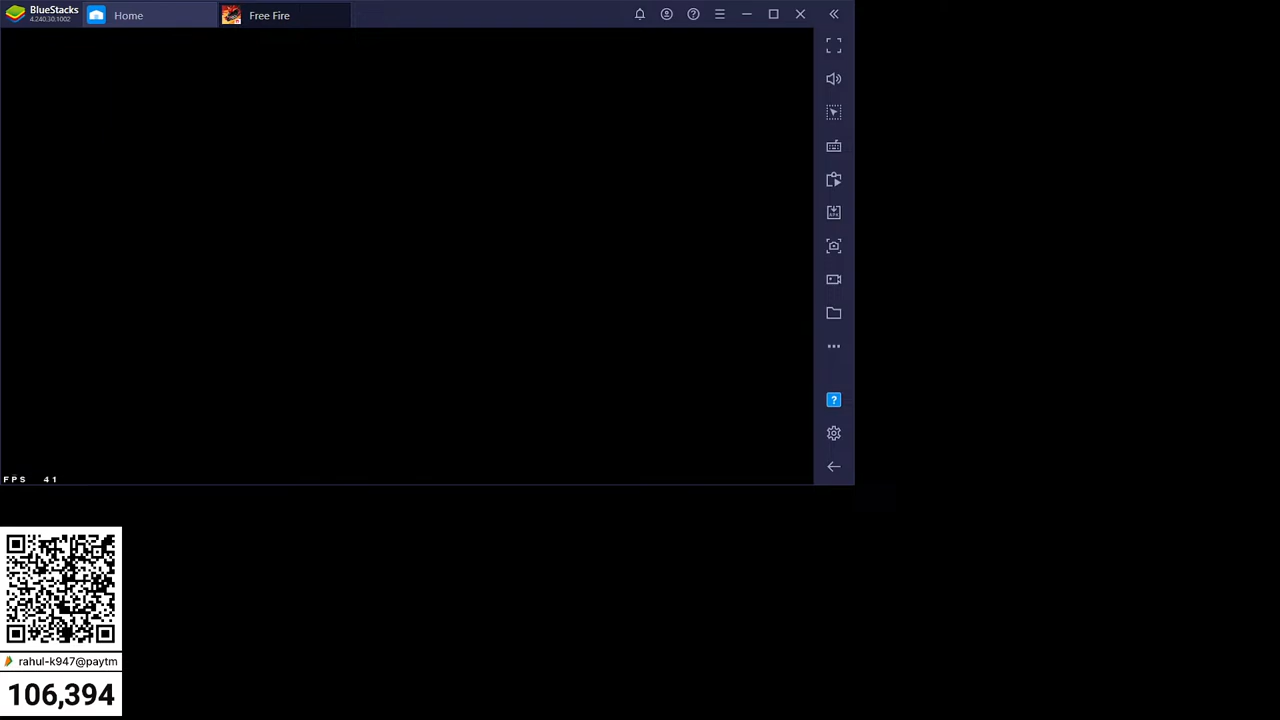 BlueStacks
4.240.30.1002
Home
Free Fire
FPS 41
rahul-k947@paytm
106,394